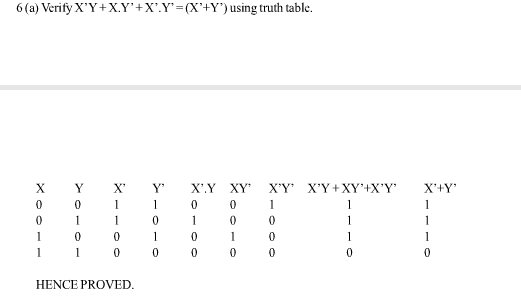 6 (a) Verify X’Y + X.Y’ + X’.Y’ = (X’+Y’) using truth table.
X Y X’ Y’ X’.Y XY’ X’Y’ X’Y + XY’+X’Y’ X’+Y’
0 0 1 1 0 0 1 1 1
0 1 1 0 1 0 0 1 1
1 0 0 1 0 1 0 1 1
1 1 0 0 0 0 0 0 0
HENCE PROVED.